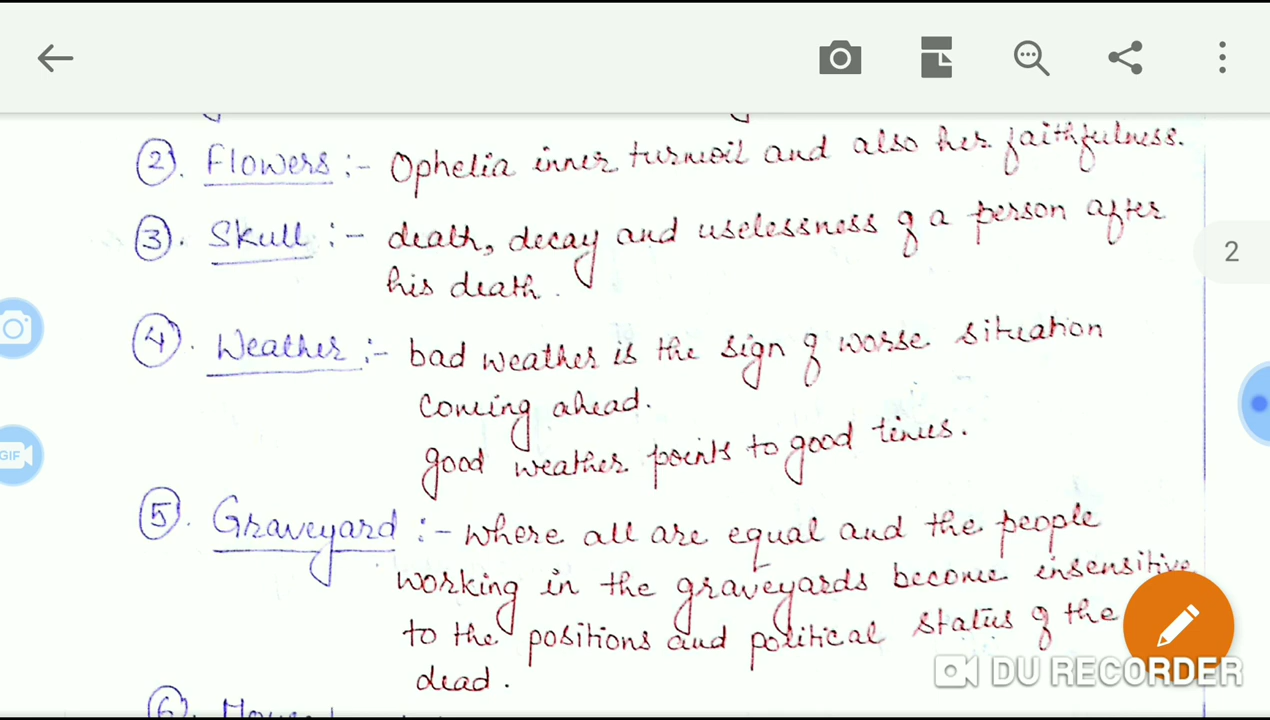 2. Flowers :- Ophelia inner turmoil and also her faithfulness.
2
3. Skull :- death, decay and uselessness of a person after
his death.
4. Weather :- bad weather is the sign of worse situation
coming ahead.
good weather points to good times.
GIF
5. Graveyard :- where all are equal and the people
working in the graveyards become insensitive
to the positions and political status of the
dead.
DU RECORDER
6.